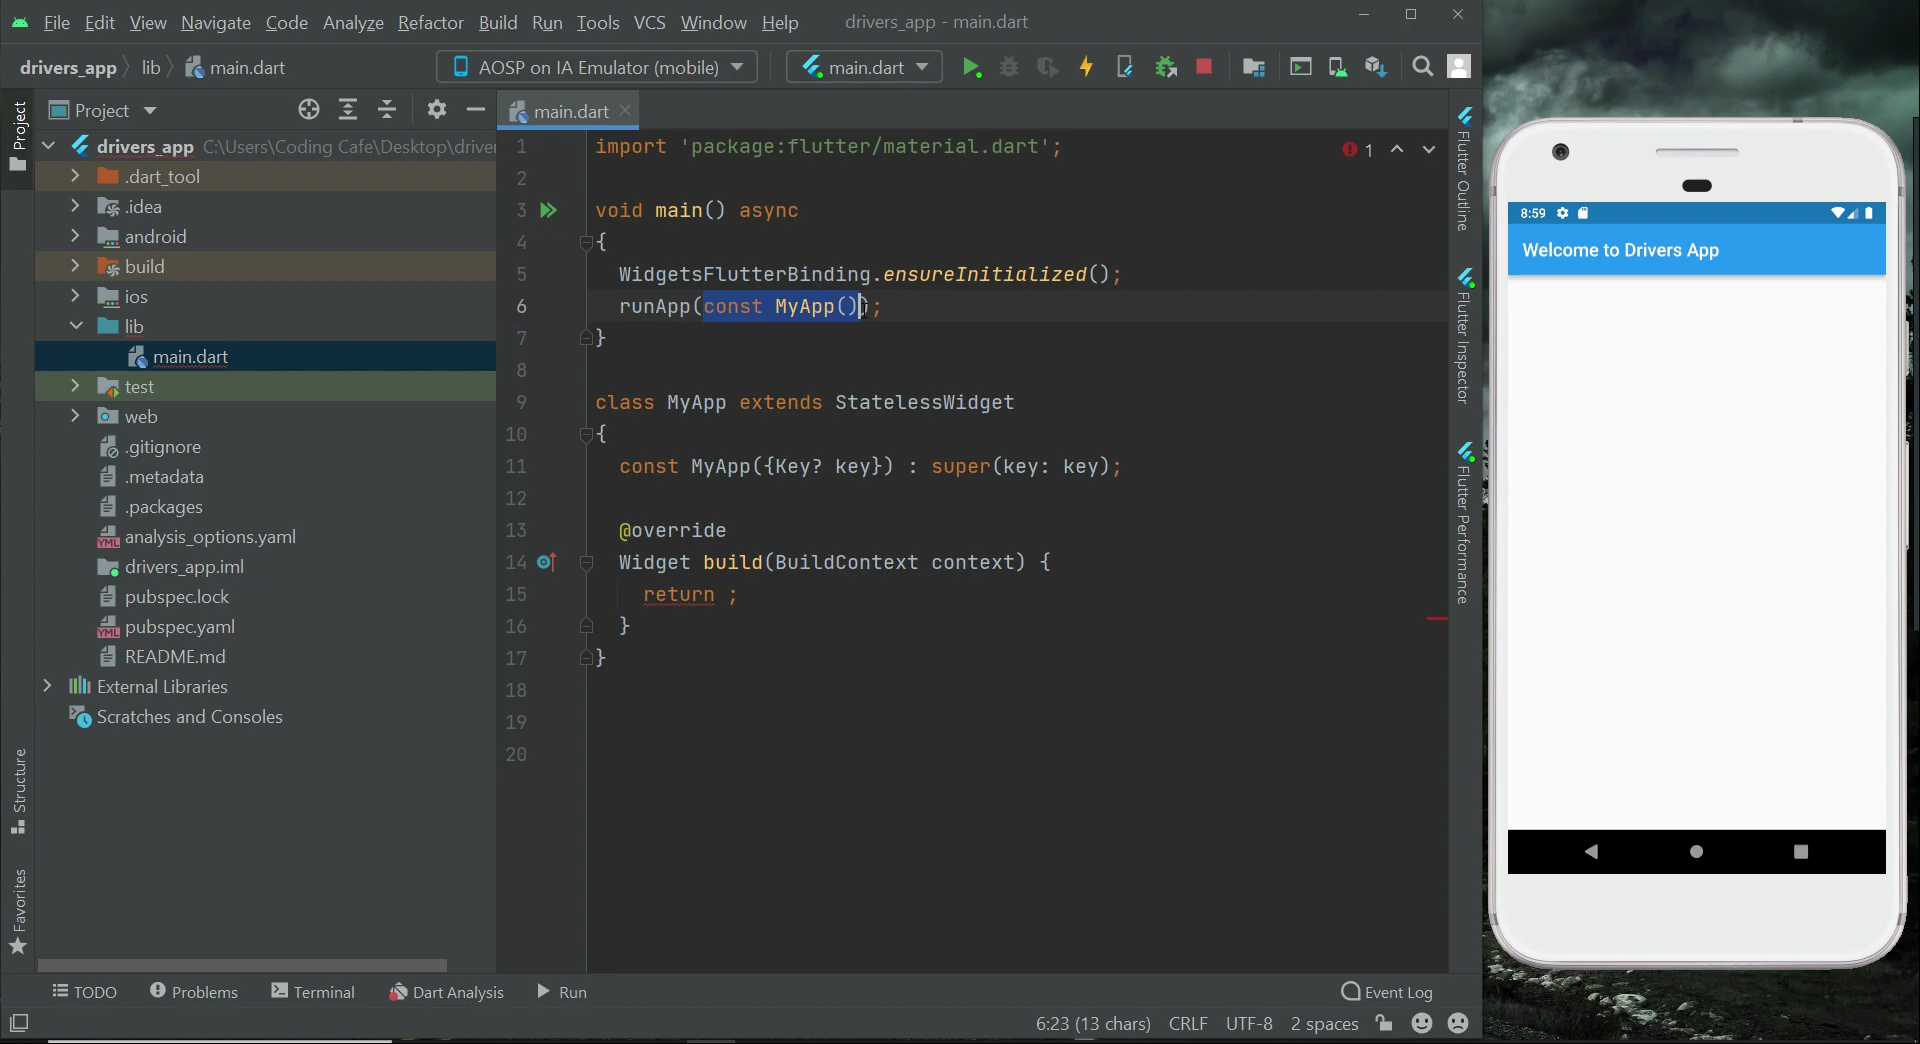 File Edit View Navigate Code Analyze Refactor Build Run Tools VCS Window Help drivers_app - main.dart
drivers_app lib main.dart AOSP on IA Emulator (mobile) main.dart
Project
Project
main.dart
drivers_app C:\Users\Coding Cafe\Desktop\driver
.dart_tool
.idea
android
build
ios
lib
main.dart
test
web
.gitignore
.metadata
.packages
analysis_options.yaml
drivers_app.iml
pubspec.lock
pubspec.yaml
README.md
External Libraries
Scratches and Consoles
Structure
Favorites
1 import 'package:flutter/material.dart';
1
2
3 void main() async
4 {
5 WidgetsFlutterBinding.ensureInitialized();
6 runApp(const MyApp());
7 }
8
9 class MyApp extends StatelessWidget
10 {
11 const MyApp({Key? key}) : super(key: key);
12
13 @override
14 Widget build(BuildContext context) {
15 return ;
16 }
17 }
18
19
20
Flutter Outline
Flutter Inspector
Flutter Performance
8:59
Welcome to Drivers App
TODO Problems Terminal Dart Analysis Run Event Log
6:23 (13 chars) CRLF UTF-8 2 spaces